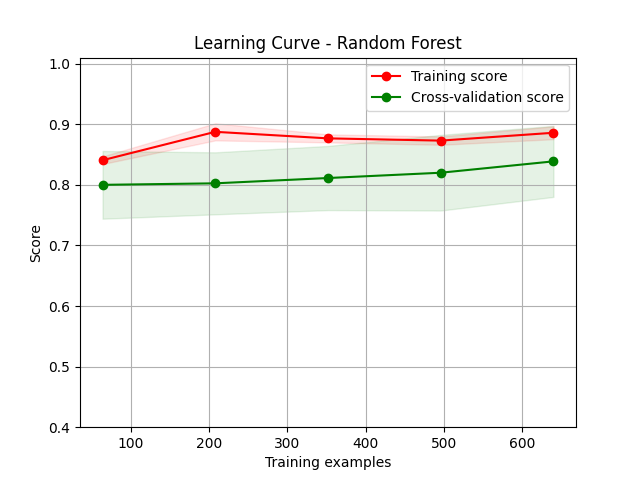 Learning Curve - Random Forest
Training score
Cross-validation score
Score
1.0
0.9
0.8
0.7
0.6
0.5
0.4
100 200 300 400 500 600
Training examples